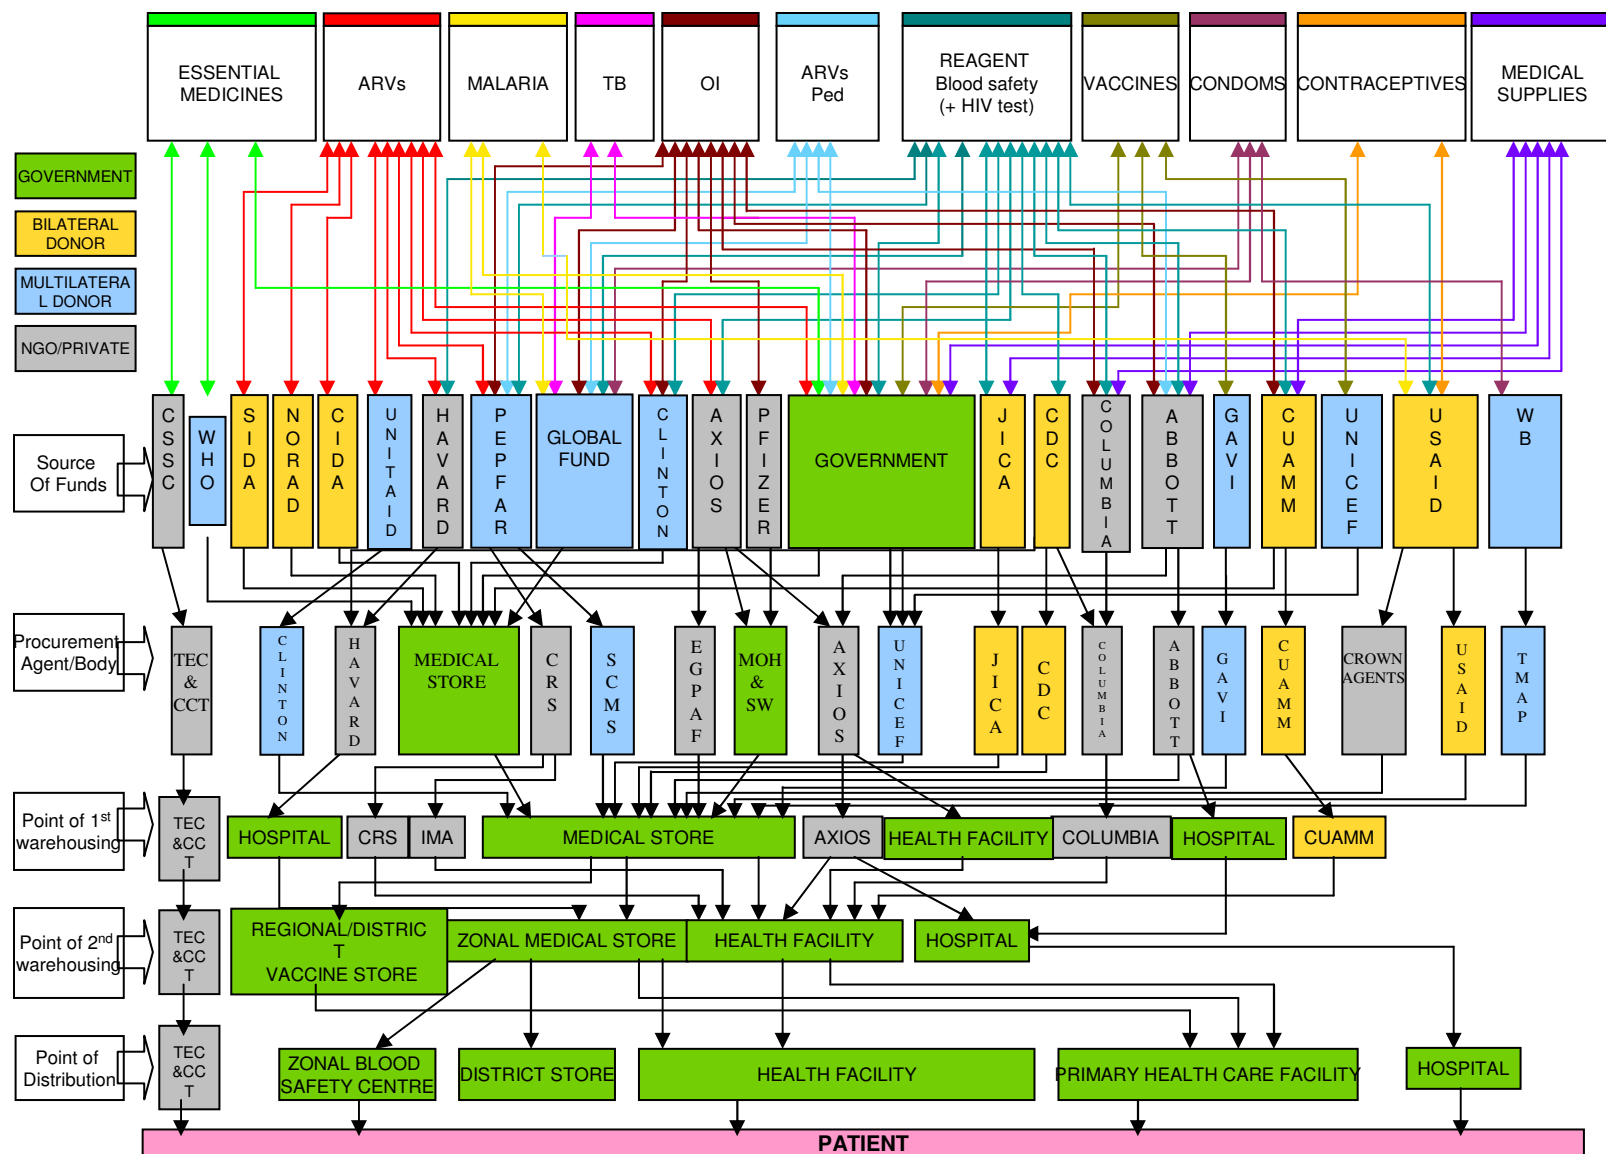 ESSENTIAL
MEDICINES
ARVs
MALARIA
TB
OI
ARVs
Ped
REAGENT
Blood safety
(+ HIV test)
VACCINES
CONDOMS
CONTRACEPTIVES
MEDICAL
SUPPLIES
GOVERNMENT
BILATERAL
DONOR
MULTILATERA
L DONOR
NGO/PRIVATE
Source
Of Funds
CSSC
WHO
SIDA
NORAD
CIDA
UNITAID
HAVARD
PEPFAR
GLOBAL
FUND
CLINTON
AXIOS
PFIZER
GOVERNMENT
JICA
CDC
COLUMBIA
ABBOTT
GAVI
CUAMM
UNICEF
USAID
WB
Procurement
Agent/Body
TEC
&
CCT
CLINTON
HAVARD
MEDICAL
STORE
CRS
SCMS
EGPAF
MOH
&
SW
AXIOS
UNICEF
JICA
CDC
COLUMBIA
ABBOTT
GAVI
CUAMM
CROWN
AGENTS
USAID
TMAP
Point of 1st
warehousing
TEC
&CC
T
HOSPITAL
CRS
IMA
MEDICAL STORE
AXIOS
HEALTH FACILITY
COLUMBIA
HOSPITAL
CUAMM
Point of 2nd
warehousing
TEC
&CC
T
REGIONAL/DISTRIC
T
VACCINE STORE
ZONAL MEDICAL STORE
HEALTH FACILITY
HOSPITAL
Point of
Distribution
TEC
&CC
T
ZONAL BLOOD
SAFETY CENTRE
DISTRICT STORE
HEALTH FACILITY
PRIMARY HEALTH CARE FACILITY
HOSPITAL
PATIENT